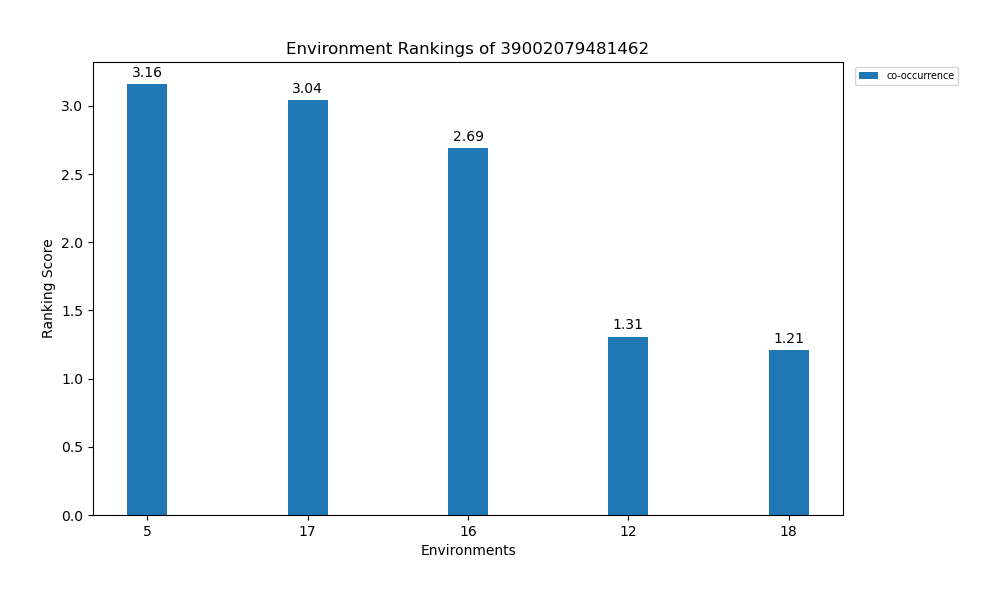 Environment Rankings of 39002079481462
co-occurrence
3.16
3.04
2.69
1.31
1.21
Ranking Score
3.0
2.5
2.0
1.5
1.0
0.5
0.0
5 17 16 12 18
Environments